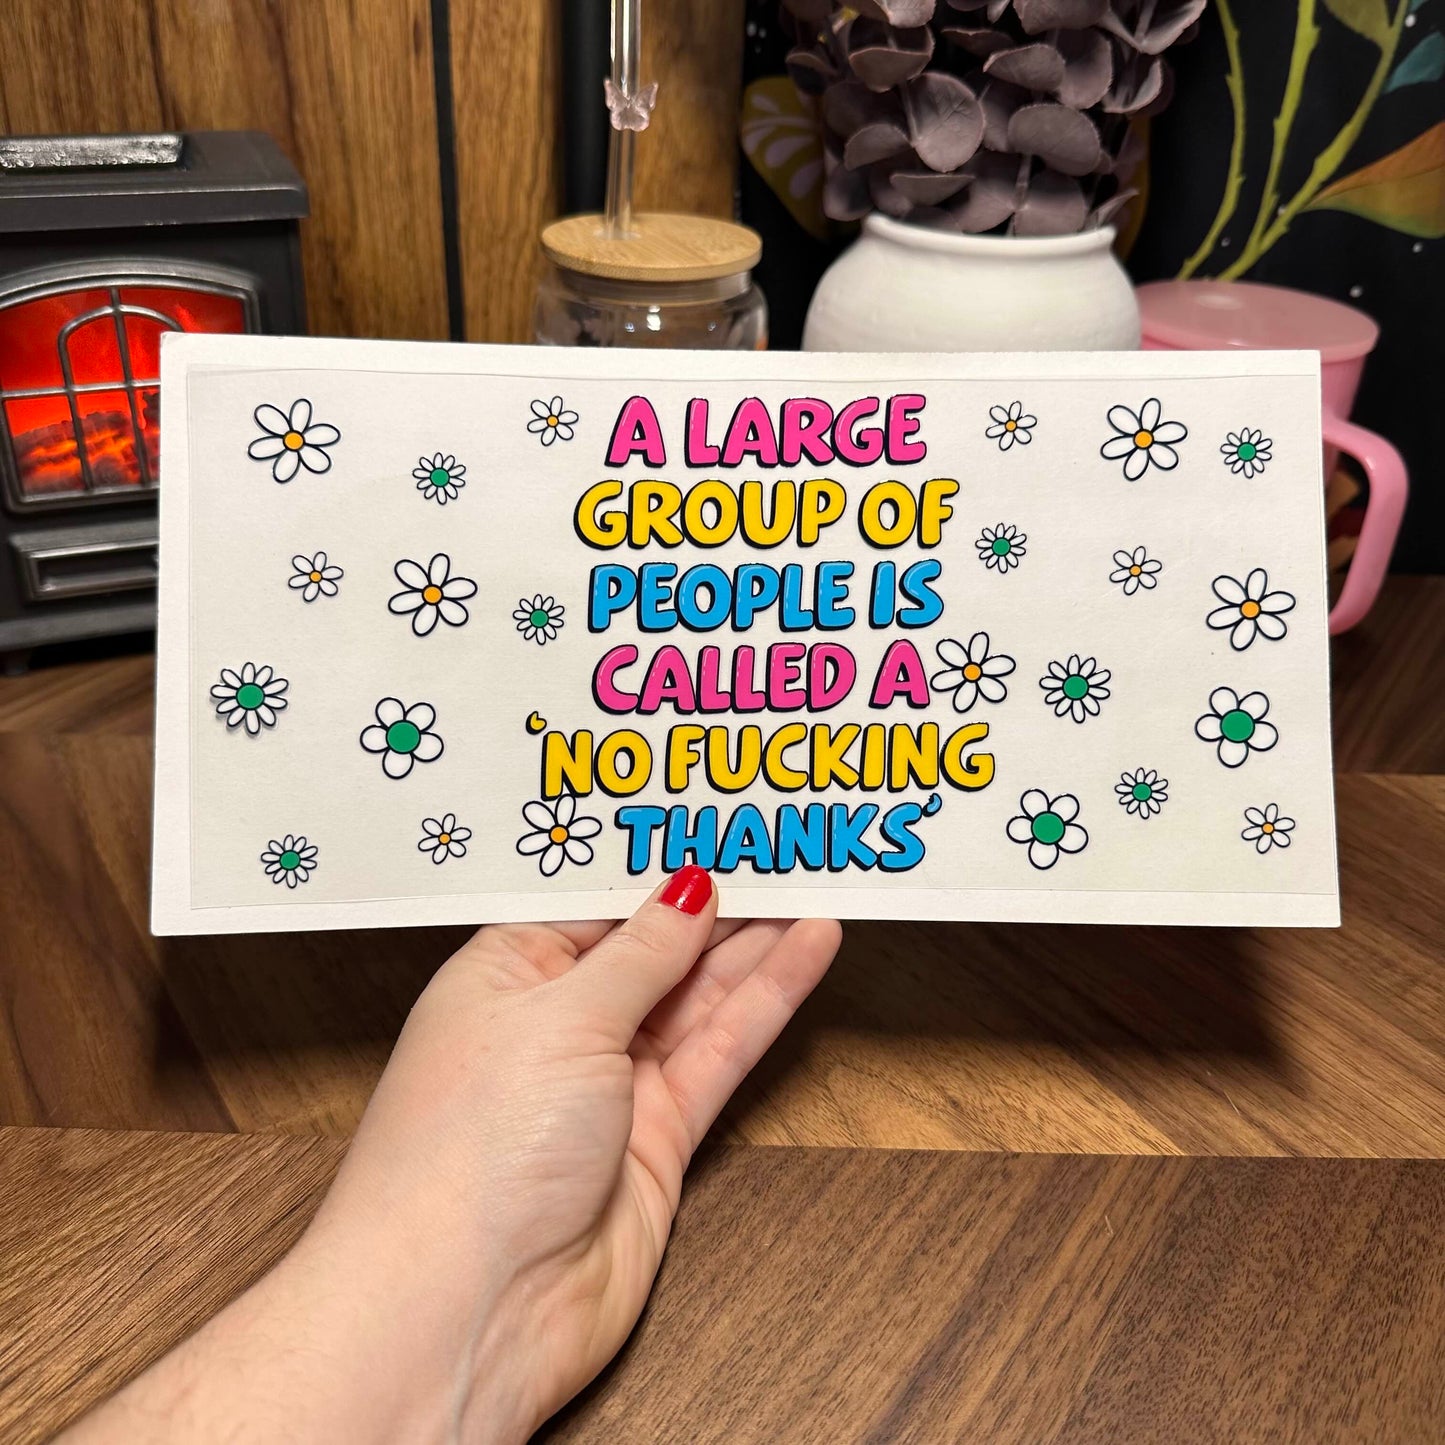 A LARGE
GROUP OF
PEOPLE IS
CALLED A
'NO FUCKING
THANKS'